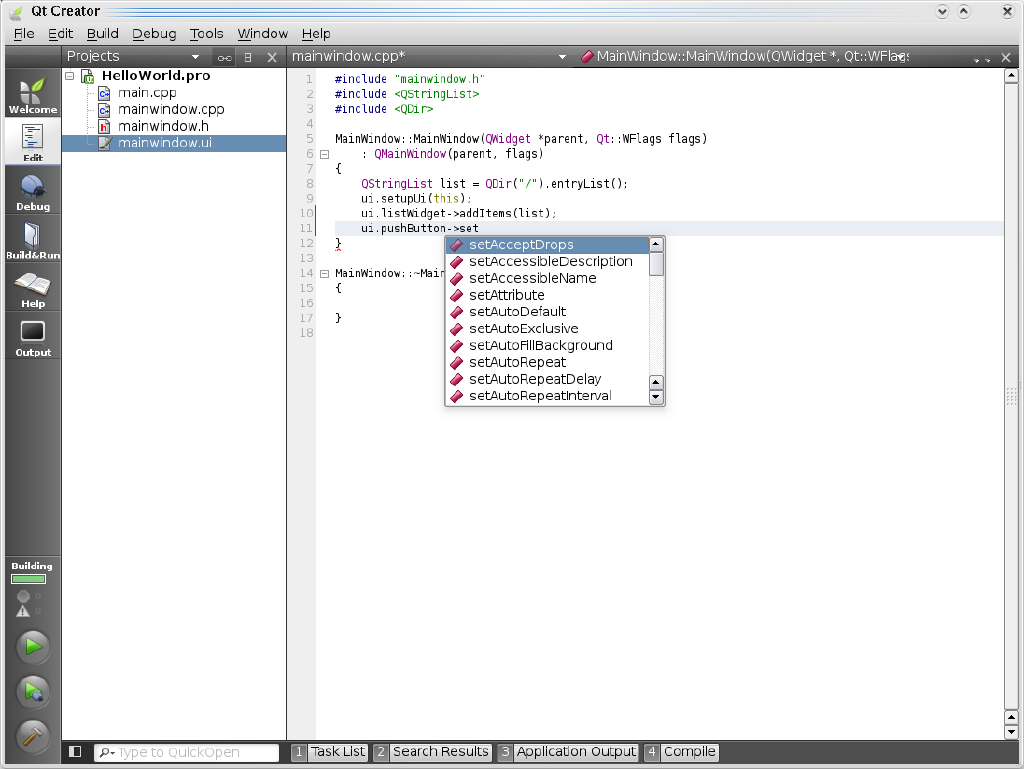 Qt Creator
File Edit Build Debug Tools Window Help
Projects
mainwindow.cpp*
MainWindow::MainWindow(QWidget *, Qt::WFlags
Welcome
Edit
Debug
Build&Run
Help
Output
HelloWorld.pro
main.cpp
mainwindow.cpp
mainwindow.h
mainwindow.ui
1 #include "mainwindow.h"
2 #include <QStringList>
3 #include <QDir>
4
5 MainWindow::MainWindow(QWidget *parent, Qt::WFlags flags)
6 : QMainWindow(parent, flags)
7 {
8 QStringList list = QDir("/").entryList();
9 ui.setupUi(this);
10 ui.listWidget->addItems(list);
11 ui.pushButton->set
12 }
13
14 MainWindow::~Main
15 {
16
17 }
18
setAcceptDrops
setAccessibleDescription
setAccessibleName
setAttribute
setAutoDefault
setAutoExclusive
setAutoFillBackground
setAutoRepeat
setAutoRepeatDelay
setAutoRepeatInterval
Building
0
0
Type to QuickOpen
1 Task List 2 Search Results 3 Application Output 4 Compile